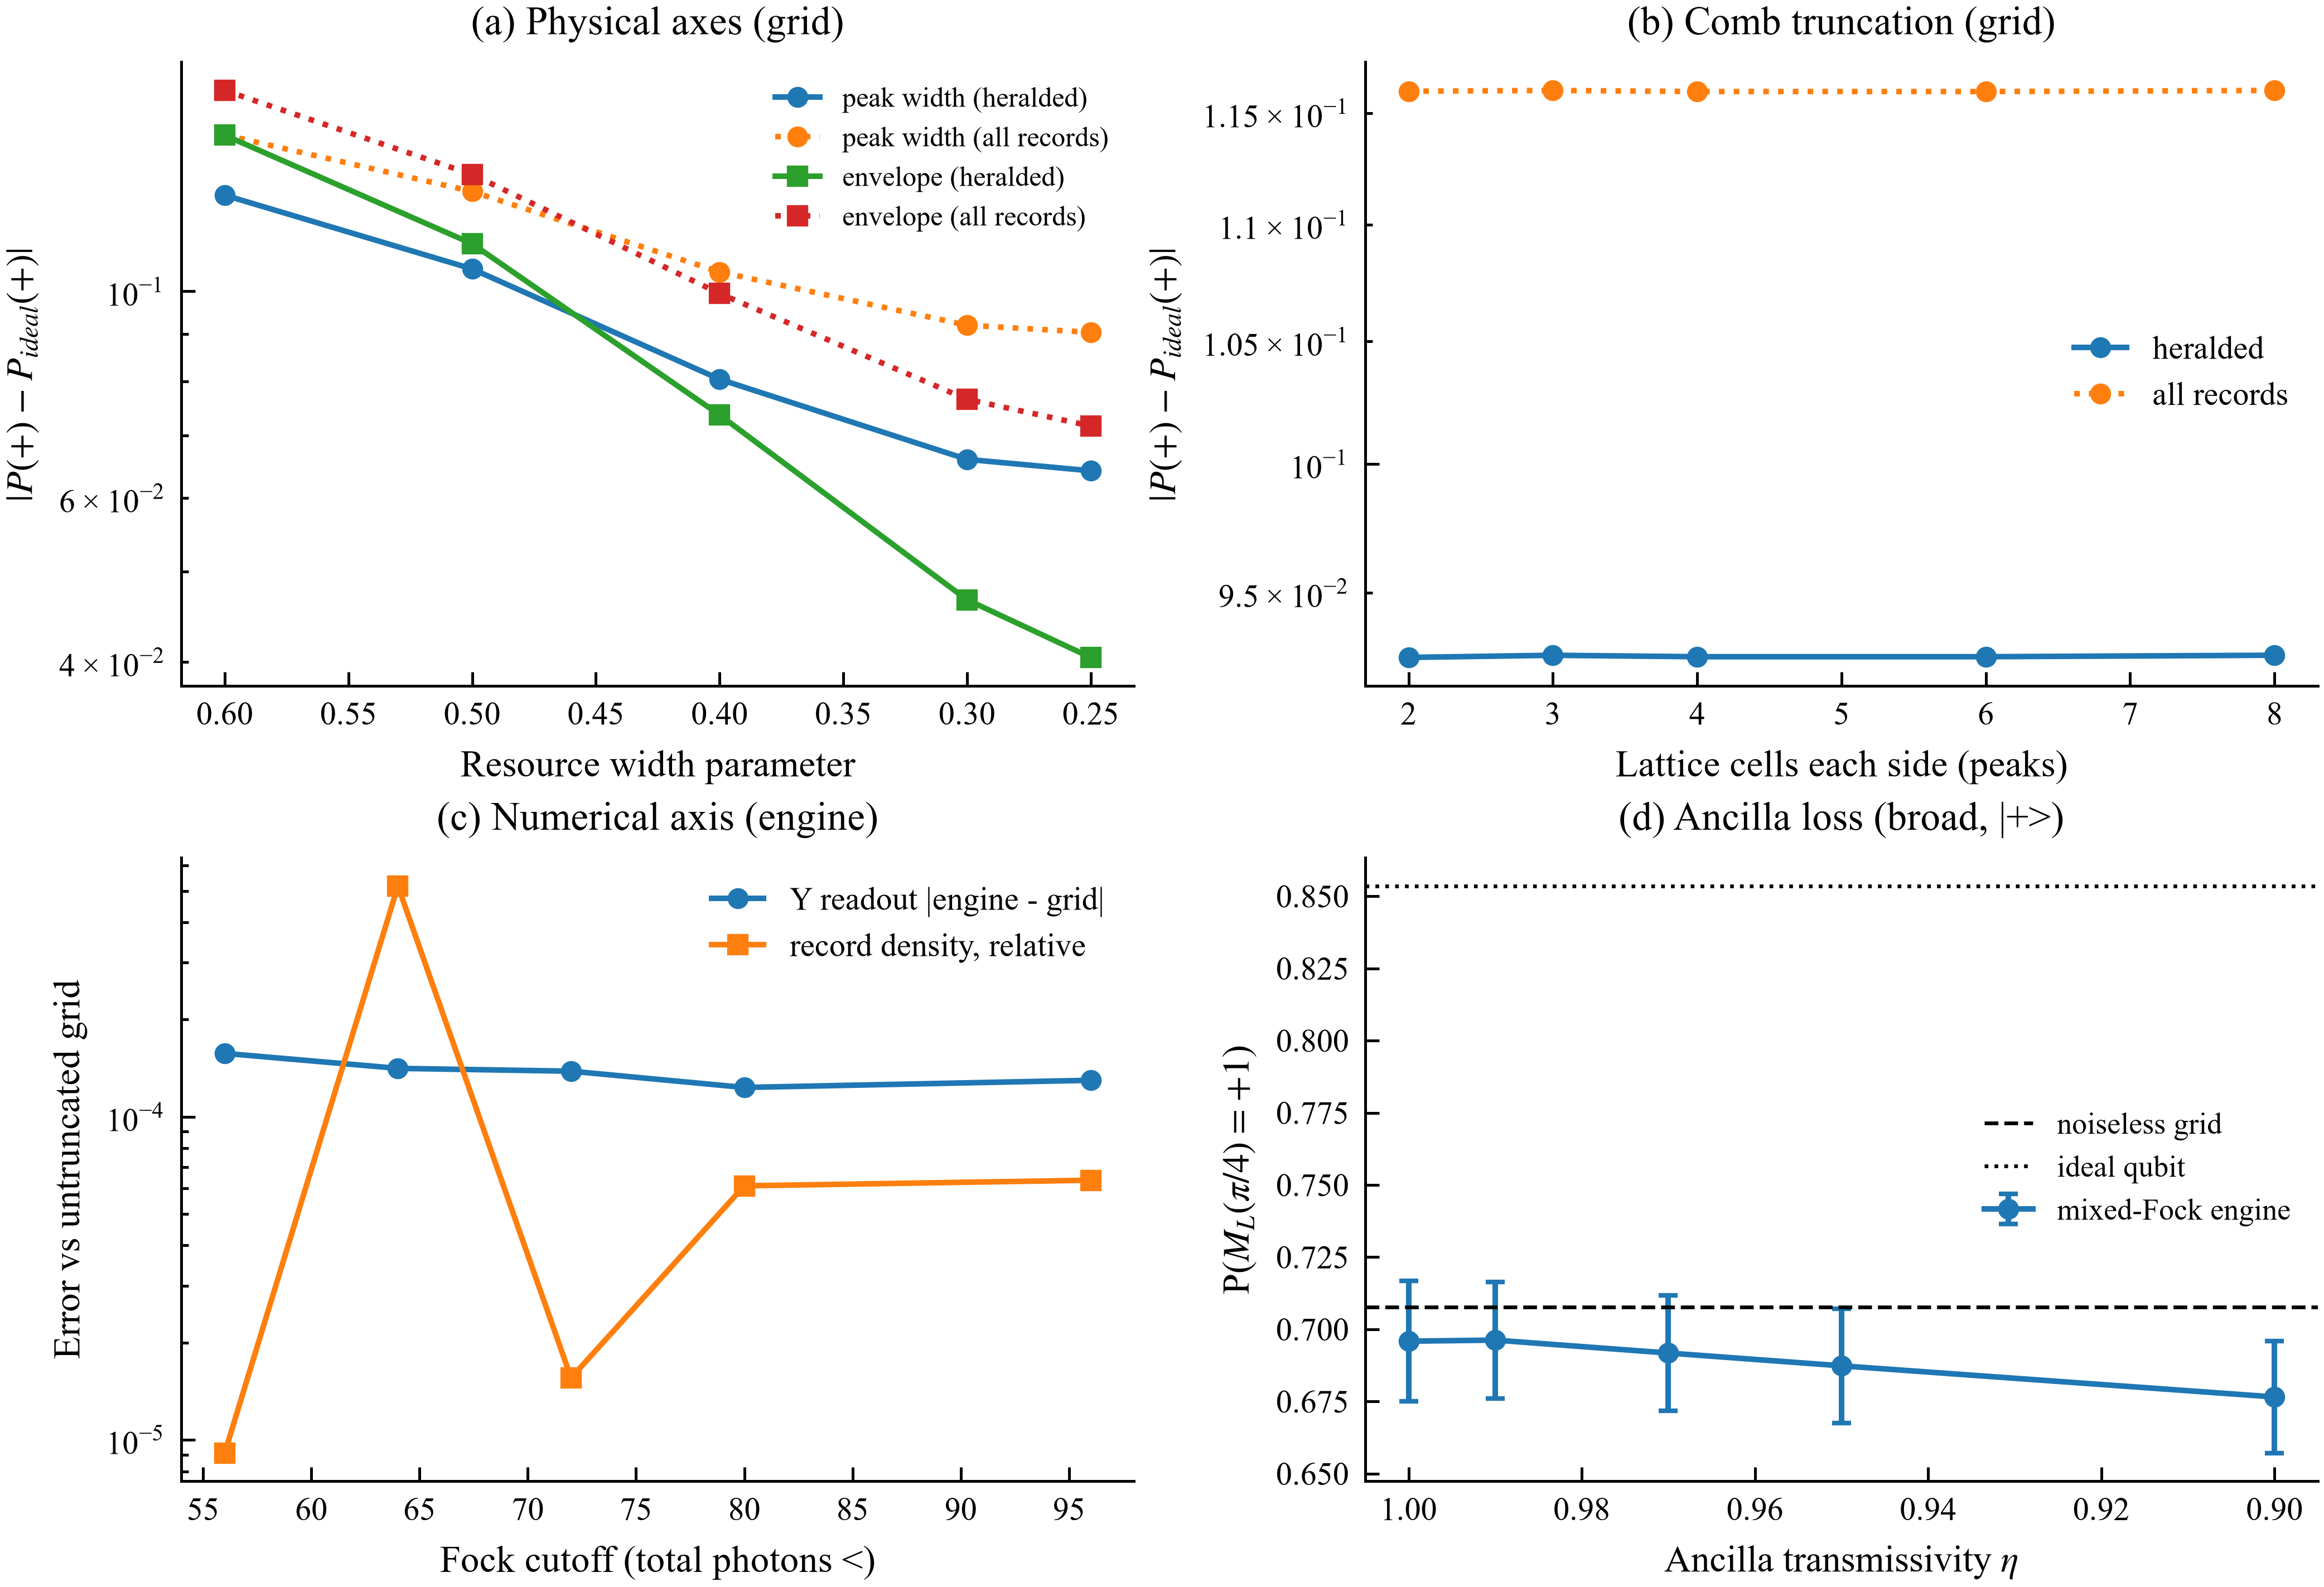 (a) Physical axes (grid)
|P(+) − P_ideal(+)|
10⁻¹
6 × 10⁻²
4 × 10⁻²
peak width (heralded)
peak width (all records)
envelope (heralded)
envelope (all records)
0.60 0.55 0.50 0.45 0.40 0.35 0.30 0.25
Resource width parameter
(b) Comb truncation (grid)
|P(+) − P_ideal(+)|
1.15 × 10⁻¹
1.1 × 10⁻¹
1.05 × 10⁻¹
10⁻¹
9.5 × 10⁻²
heralded
all records
2 3 4 5 6 7 8
Lattice cells each side (peaks)
(c) Numerical axis (engine)
Error vs untruncated grid
10⁻⁴
10⁻⁵
Y readout |engine - grid|
record density, relative
55 60 65 70 75 80 85 90 95
Fock cutoff (total photons <)
(d) Ancilla loss (broad, |+>)
P(M_L(π/4) = +1)
0.850
0.825
0.800
0.775
0.750
0.725
0.700
0.675
0.650
noiseless grid
ideal qubit
mixed-Fock engine
1.00 0.98 0.96 0.94 0.92 0.90
Ancilla transmissivity η